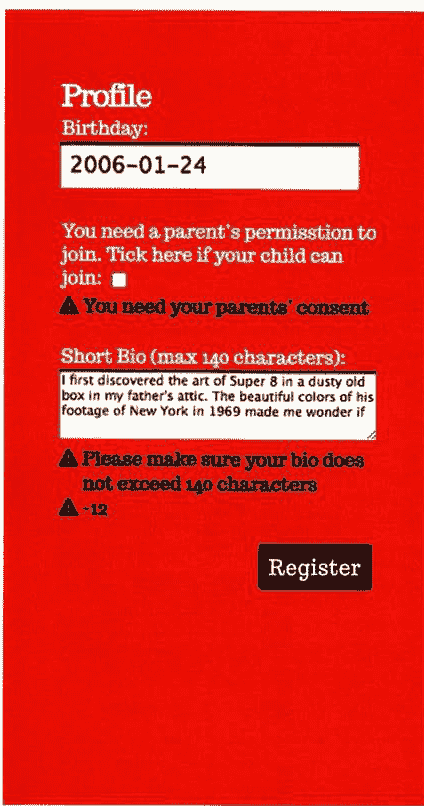 Profile
Birthday:
2006-01-24
You need a parent's permisstion to
join. Tick here if your child can
join:
You need your parents' consent
Short Bio (max 140 characters):
I first discovered the art of Super 8 in a dusty old
box in my father's attic. The beautiful colors of his
footage of New York in 1969 made me wonder if
Please make sure your bio does
not exceed 140 characters
-12
Register